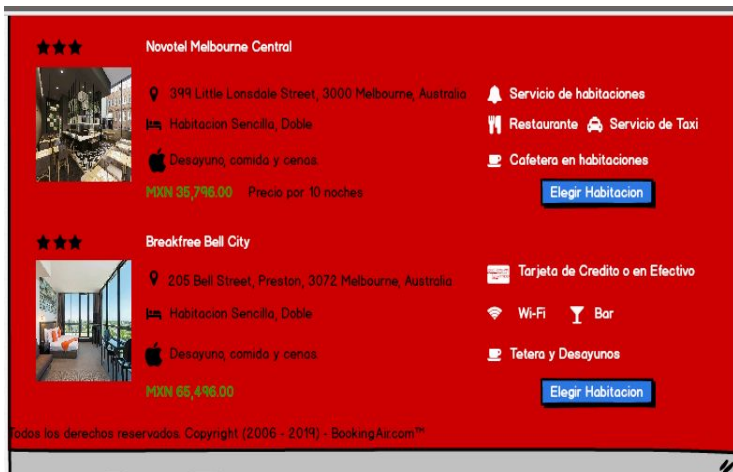 Novotel Melbourne Central
399 Little Lonsdale Street, 3000 Melbourne, Australia
Servicio de habitaciones
Habitacion Sencilla, Doble
Restaurante Servicio de Taxi
Desayuno, comida y cenas.
Cafetera en habitaciones
MXN 35,796.00 Precio por 10 noches
Elegir Habitacion
Breakfree Bell City
205 Bell Street, Preston, 3072 Melbourne, Australia
Tarjeta de Credito o en Efectivo
Habitacion Sencilla, Doble
Wi-Fi Bar
Desayuno, comida y cenas.
Tetera y Desayunos
MXN 65,496.00
Elegir Habitacion
Todos los derechos reservados. Copyright (2006 - 2019) - BookingAir.com™